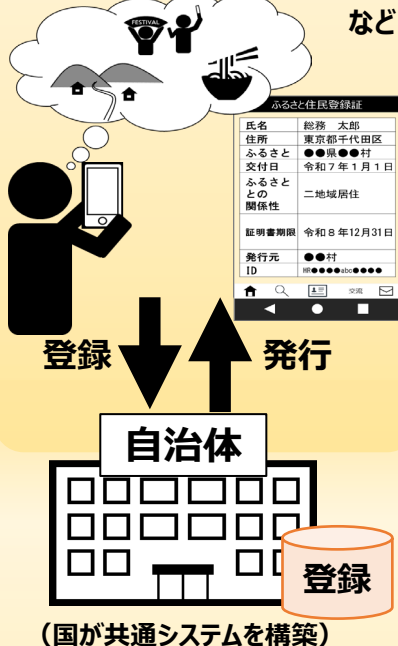 など
FESTIVAL
ふるさと住民登録証
氏名 総務 太郎
住所 東京都千代田区
ふるさと ●●県●●村
交付日 令和7年1月1日
ふるさと
との
関係性 二地域居住
証明書期限 令和8年12月31日
発行元 ●●村
ID HR●●●●abc●●●●
交流
登録 発行
自治体
登録
(国が共通システムを構築)